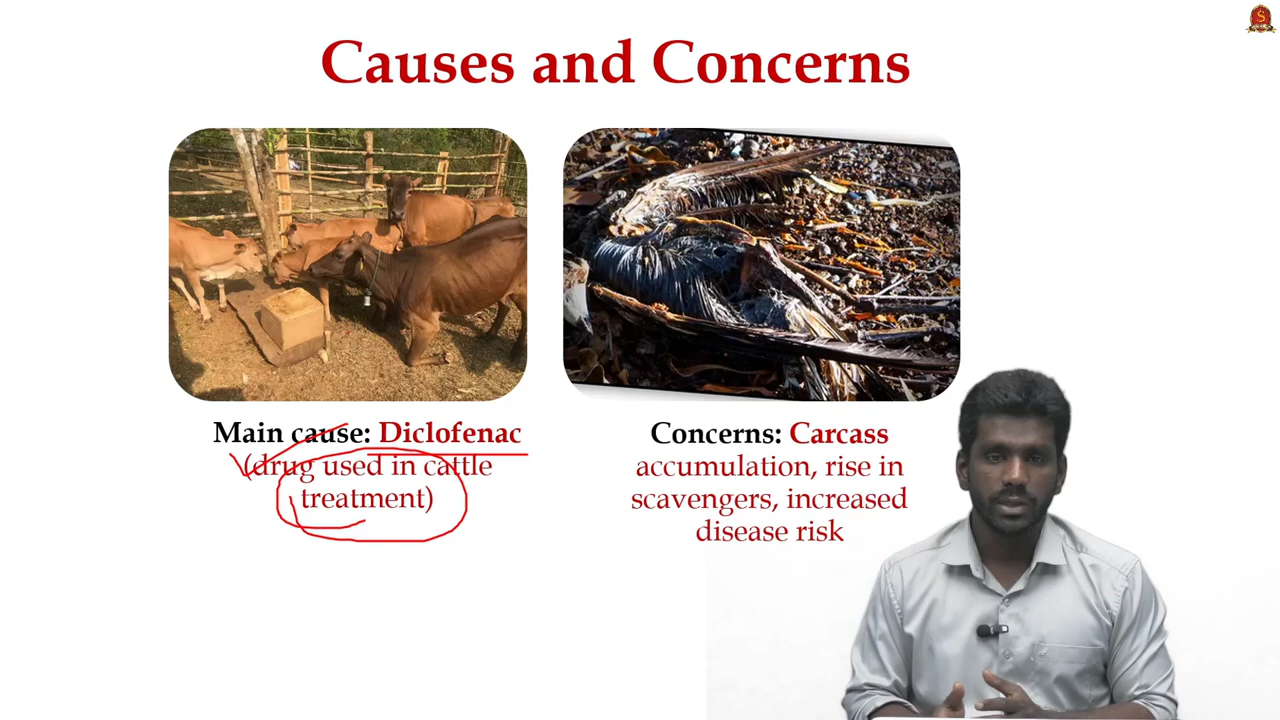 Causes and Concerns
Main cause: Diclofenac
(drug used in cattle
treatment)
Concerns: Carcass
accumulation, rise in
scavengers, increased
disease risk